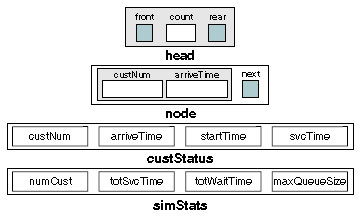 front count rear
head
custNum arriveTime next
node
custNum arriveTime startTime svcTime
custStatus
numCust totSvcTime totWaitTime maxQueueSize
simStats